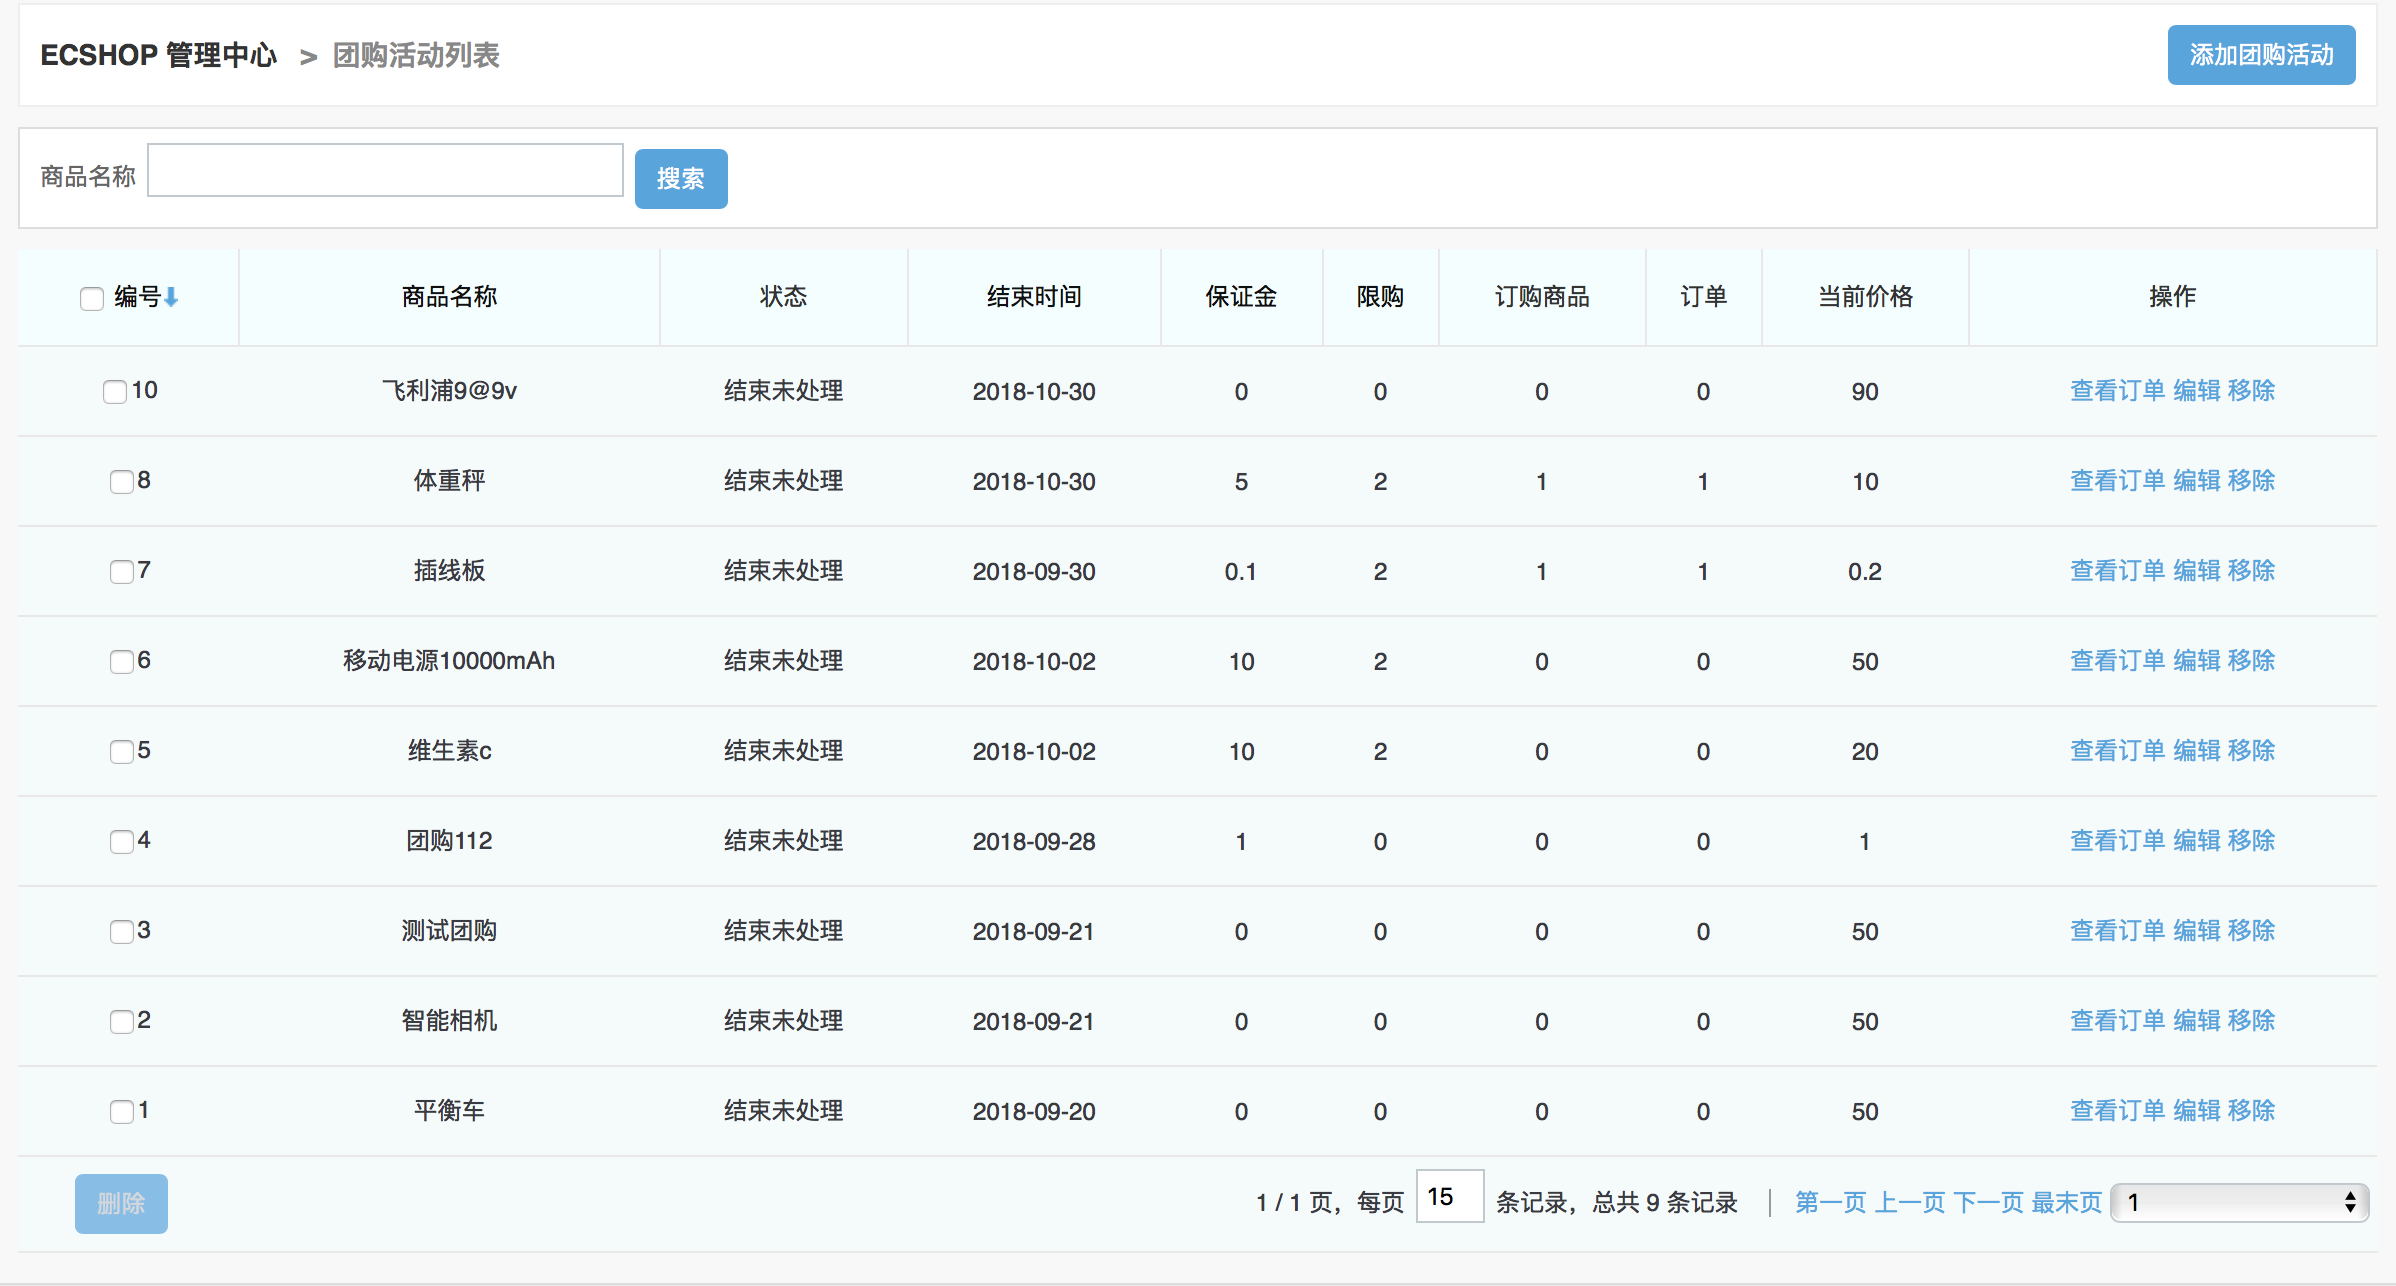 ECSHOP 管理中心 > 团购活动列表 添加团购活动
商品名称 搜索
编号 商品名称 状态 结束时间 保证金 限购 订购商品 订单 当前价格 操作
10 飞利浦9@9v 结束未处理 2018-10-30 0 0 0 0 90 查看订单 编辑 移除
8 体重秤 结束未处理 2018-10-30 5 2 1 1 10 查看订单 编辑 移除
7 插线板 结束未处理 2018-09-30 0.1 2 1 1 0.2 查看订单 编辑 移除
6 移动电源10000mAh 结束未处理 2018-10-02 10 2 0 0 50 查看订单 编辑 移除
5 维生素c 结束未处理 2018-10-02 10 2 0 0 20 查看订单 编辑 移除
4 团购112 结束未处理 2018-09-28 1 0 0 0 1 查看订单 编辑 移除
3 测试团购 结束未处理 2018-09-21 0 0 0 0 50 查看订单 编辑 移除
2 智能相机 结束未处理 2018-09-21 0 0 0 0 50 查看订单 编辑 移除
1 平衡车 结束未处理 2018-09-20 0 0 0 0 50 查看订单 编辑 移除
删除 1 / 1 页，每页 15 条记录，总共 9 条记录 | 第一页 上一页 下一页 最末页 1